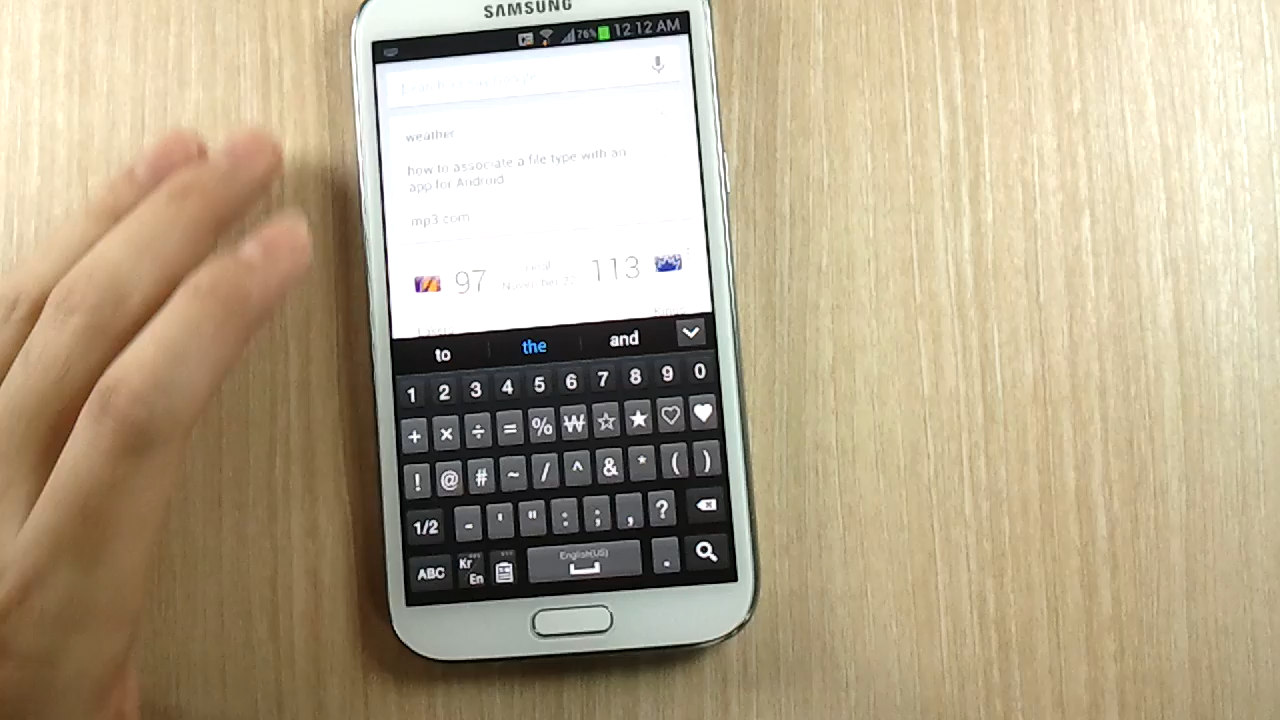 SAMSUNG
76% 12:12 AM
weather
how to associate a file type with an
app for Android
mp3.com
97 113
November
to the and
1 2 3 4 5 6 7 8 9 0
+ × ÷ = % ₩ ☆ ★ ♡ ♥
! @ # ~ / ^ & * ( )
1/2 - ' " : ; , ?
ABC Kr En English(US) .